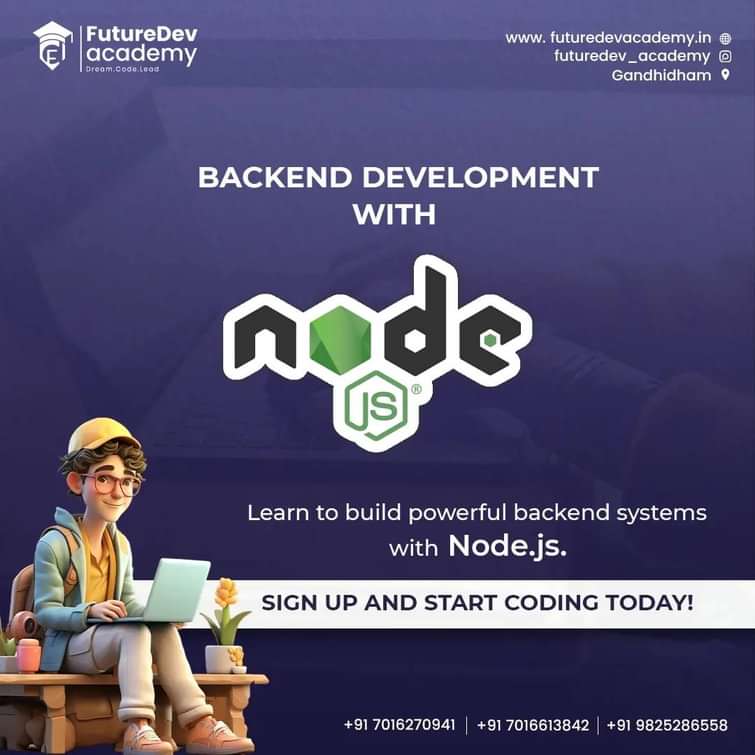 FutureDev
academy
Dream.Code.Lead
www. futuredevacademy.in
futuredev_academy
Gandhidham
BACKEND DEVELOPMENT
WITH
node
JS®
Learn to build powerful backend systems
with Node.js.
SIGN UP AND START CODING TODAY!
+91 7016270941 | +91 7016613842 | +91 9825286558